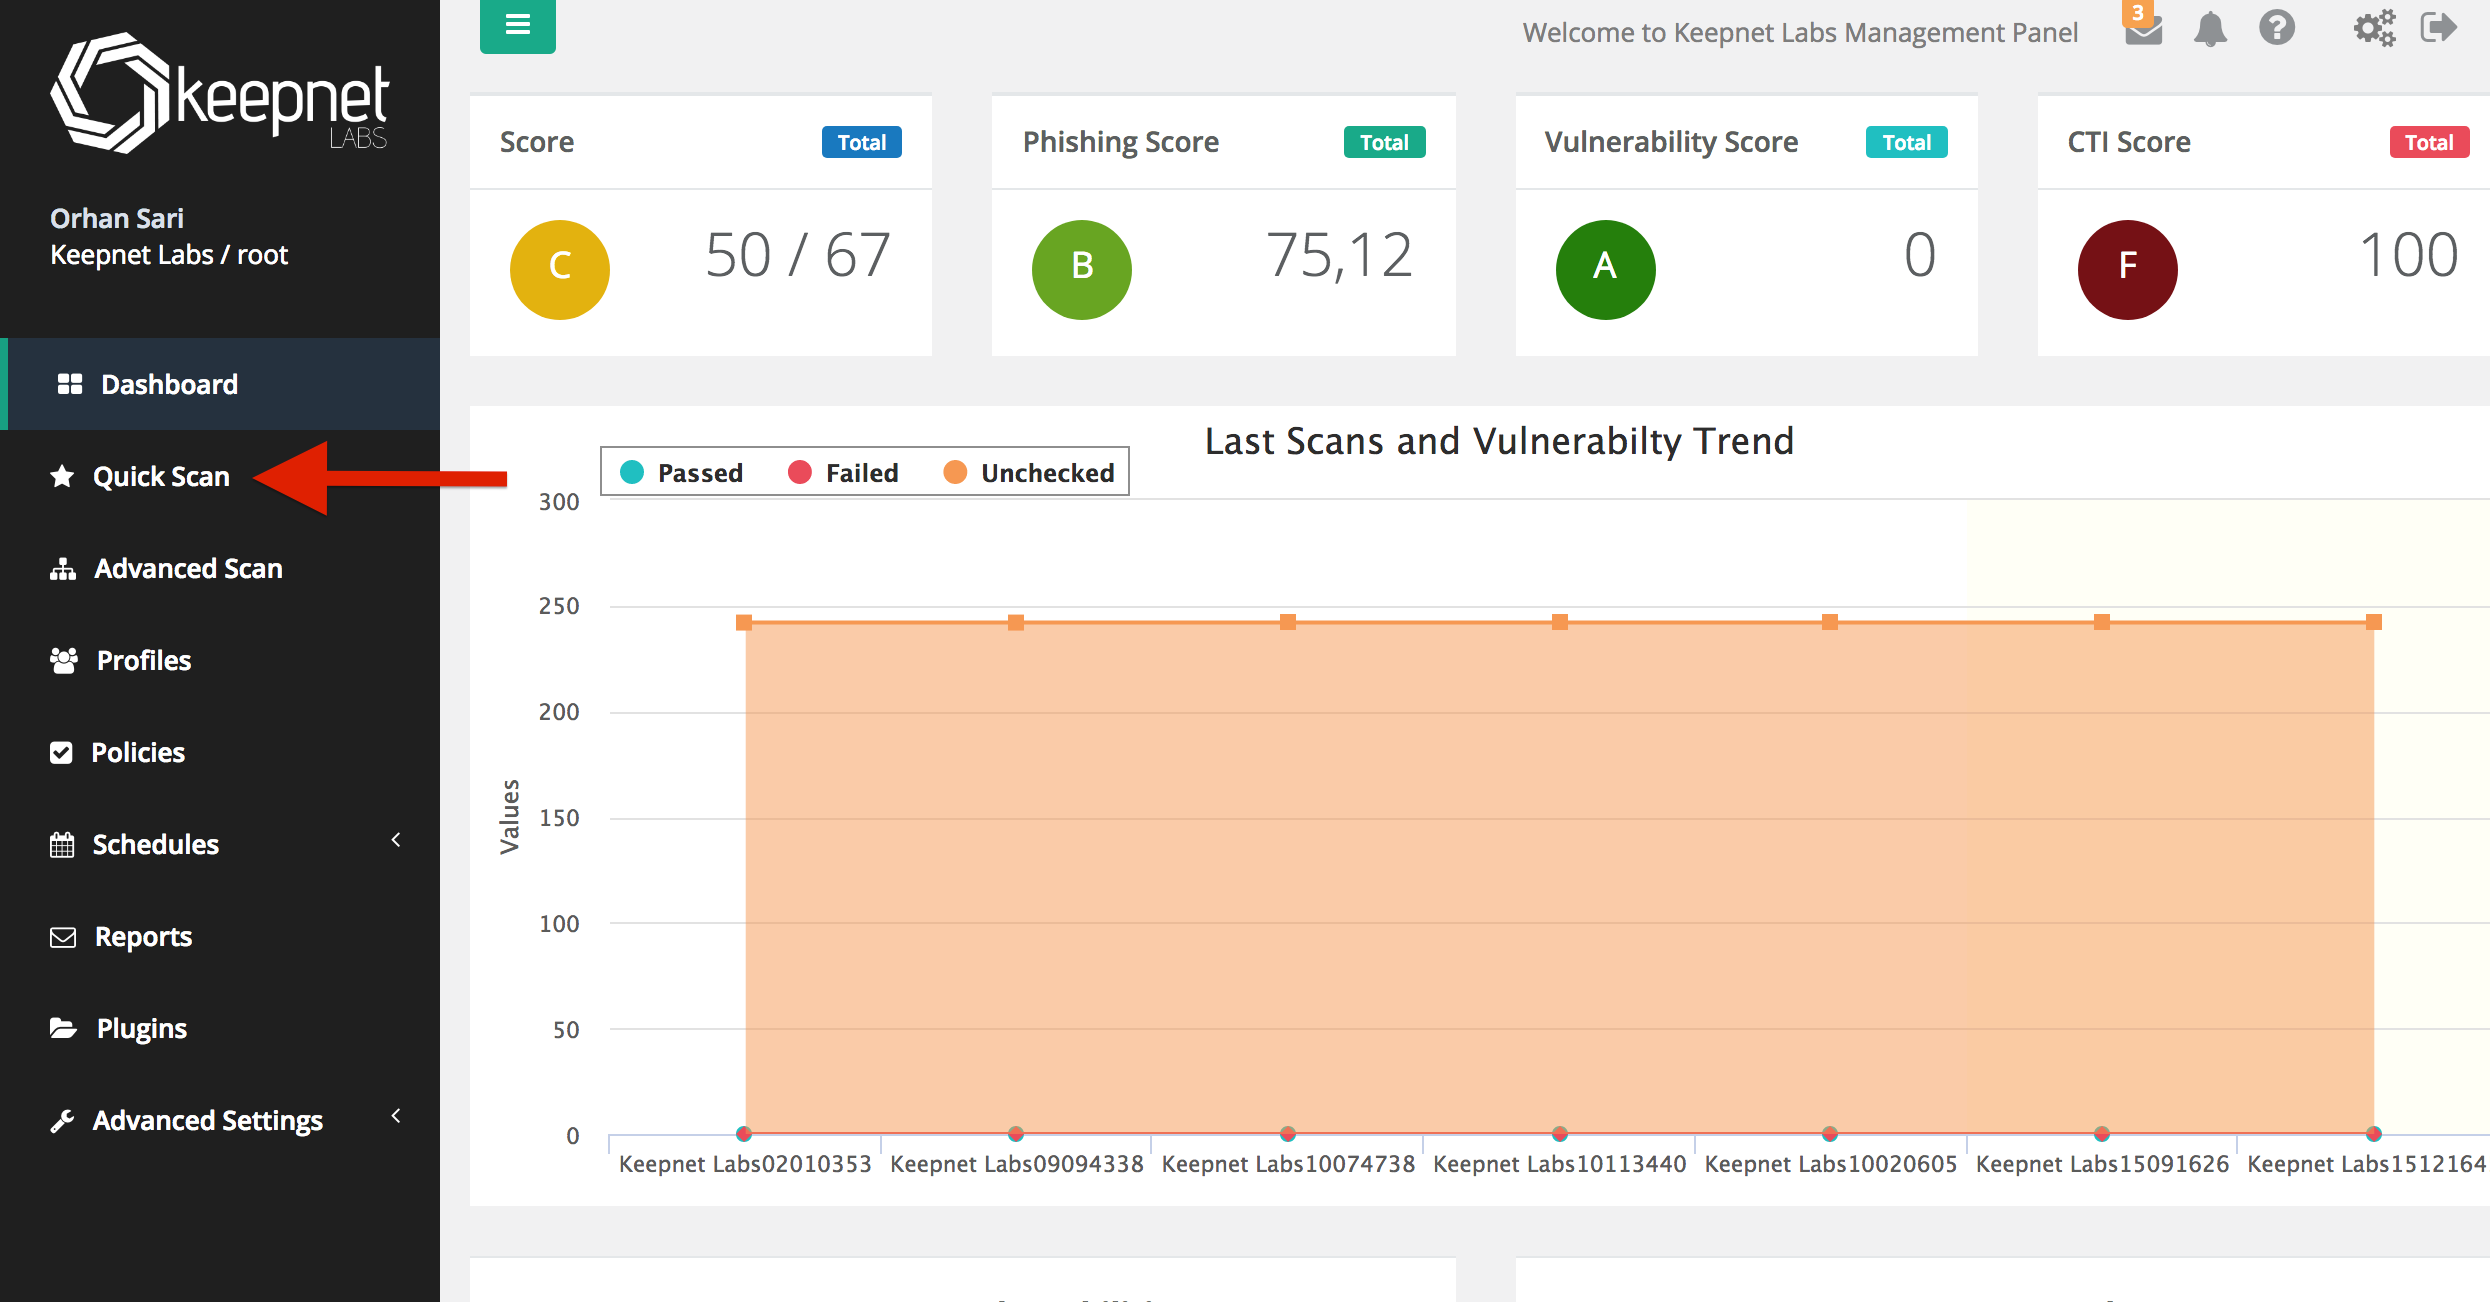 keepnet
LABS
Orhan Sari
Keepnet Labs / root
Dashboard
Quick Scan
Advanced Scan
Profiles
Policies
Schedules
Reports
Plugins
Advanced Settings
Welcome to Keepnet Labs Management Panel
3
Score Total
C 50 / 67
Phishing Score Total
B 75,12
Vulnerability Score Total
A 0
CTI Score Total
F 100
Last Scans and Vulnerabilty Trend
Passed Failed Unchecked
300
250
200
150
100
50
0
Values
Keepnet Labs02010353 Keepnet Labs09094338 Keepnet Labs10074738 Keepnet Labs10113440 Keepnet Labs10020605 Keepnet Labs15091626 Keepnet Labs1512164